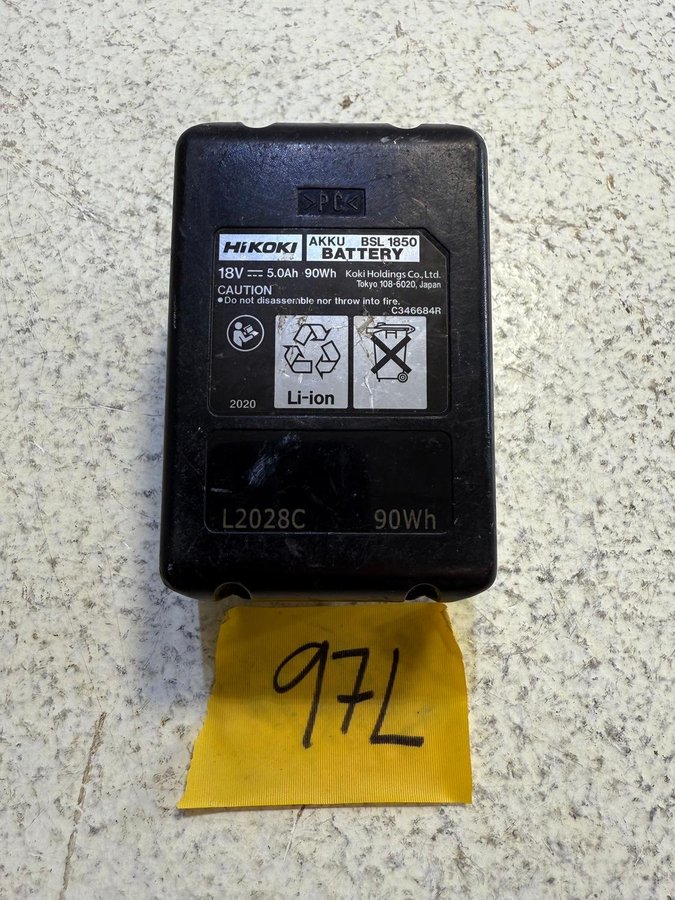 >PC<
HiKOKI AKKU BSL 1850
BATTERY
18V ⎓ 5.0Ah 90Wh Koki Holdings Co., Ltd.
Tokyo 108-6020, Japan
CAUTION
●Do not disassemble nor throw into fire.
C346684R
Li-ion
2020
L2028C 90Wh
97L